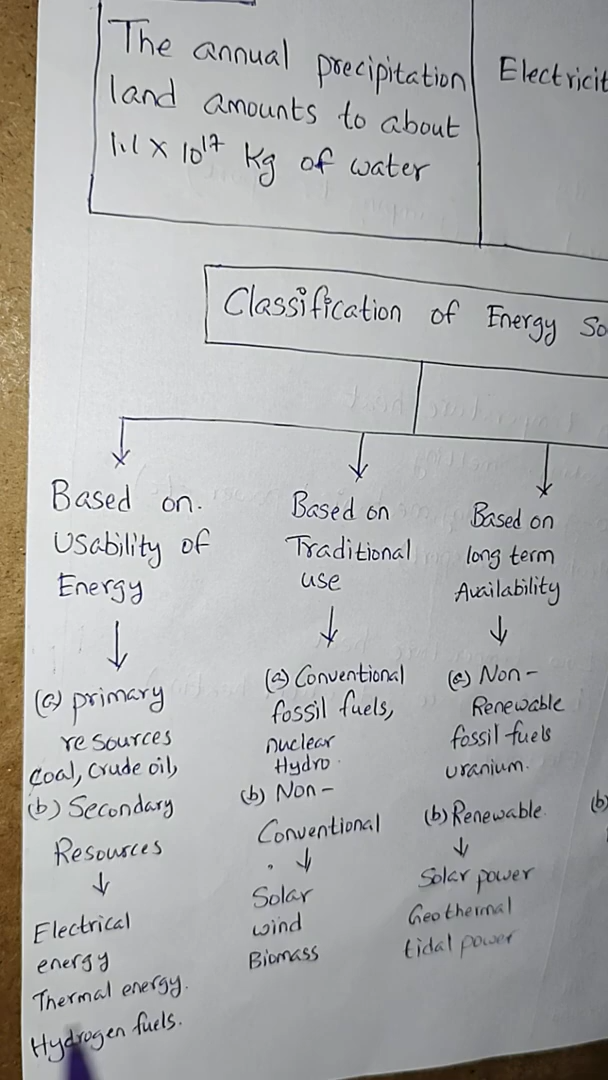 The annual precipitation
land amounts to about
1.1 × 10¹⁷ Kg of water
Electricit
Classification of Energy So
Based on.
Usability of
Energy
(a) primary
resources
Coal, Crude oil,
(b) Secondary
Resources
Electrical
energy
Thermal energy.
Hydrogen fuels.
Based on
Traditional
use
(a) Conventional
fossil fuels,
nuclear
Hydro.
(b) Non-
Conventional
Solar
wind
Biomass
Based on
long term
Availability
(a) Non-
Renewable
fossil fuels
uranium.
(b) Renewable.
Solar power
Geothermal
tidal power
(b)